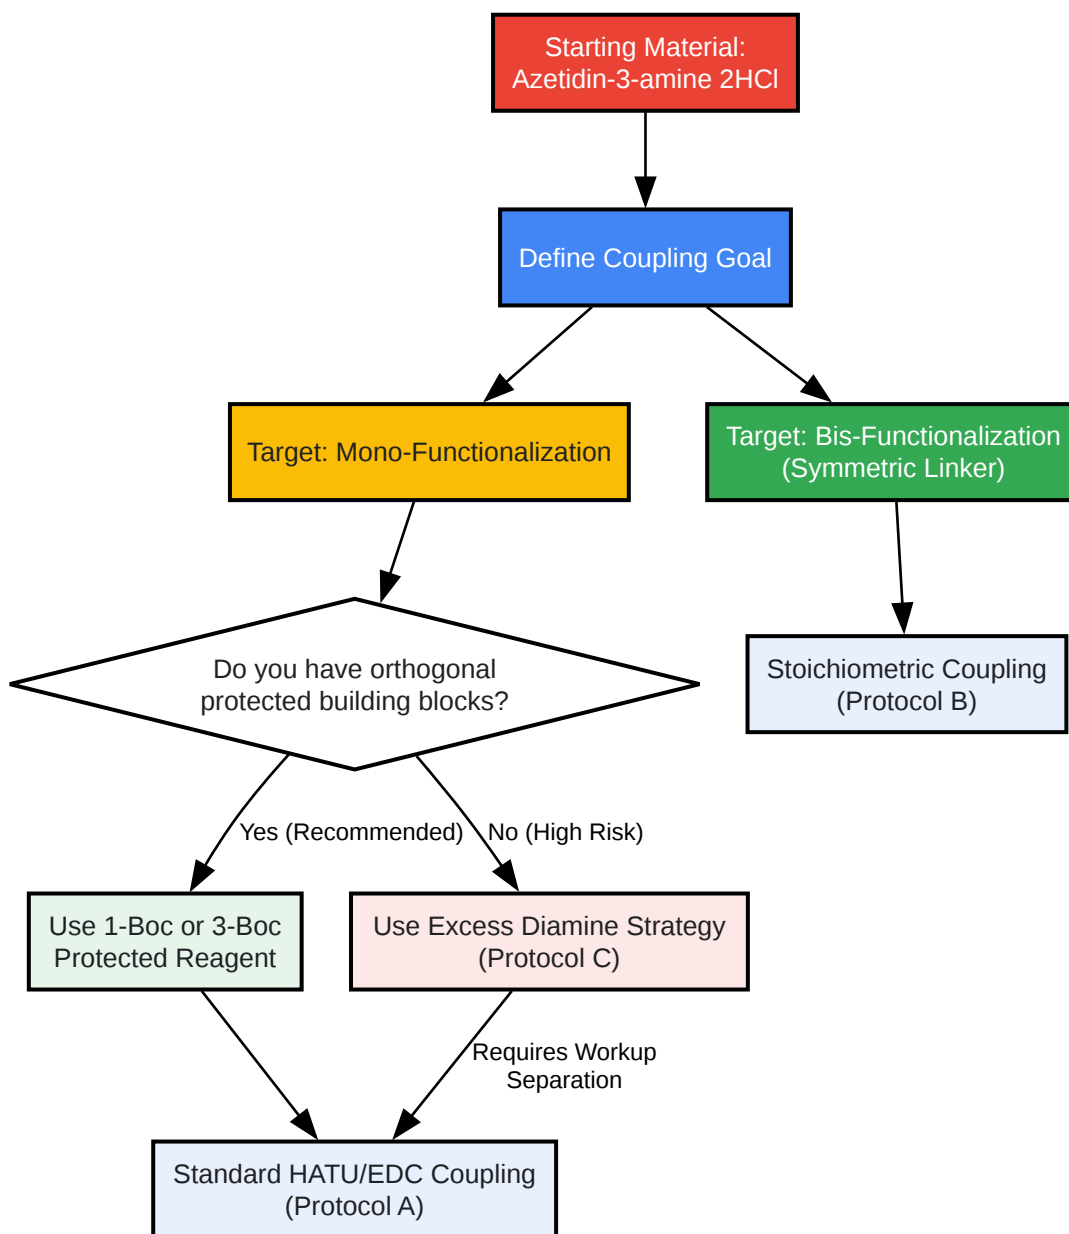 Starting Material:
Azetidin-3-amine 2HCl
Define Coupling Goal
Target: Mono-Functionalization
Target: Bis-Functionalization
(Symmetric Linker)
Do you have orthogonal
protected building blocks?
Stoichiometric Coupling
(Protocol B)
Yes (Recommended)
No (High Risk)
Use 1-Boc or 3-Boc
Protected Reagent
Use Excess Diamine Strategy
(Protocol C)
Requires Workup
Separation
Standard HATU/EDC Coupling
(Protocol A)